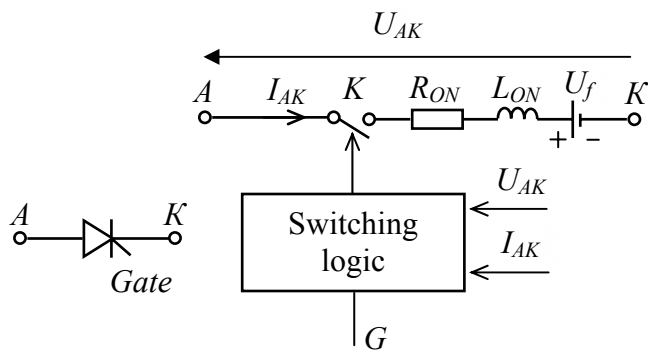 U_AK
A I_AK K R_ON L_ON U_f К
+ −
U_AK
Switching
logic
I_AK
A К
Gate
G